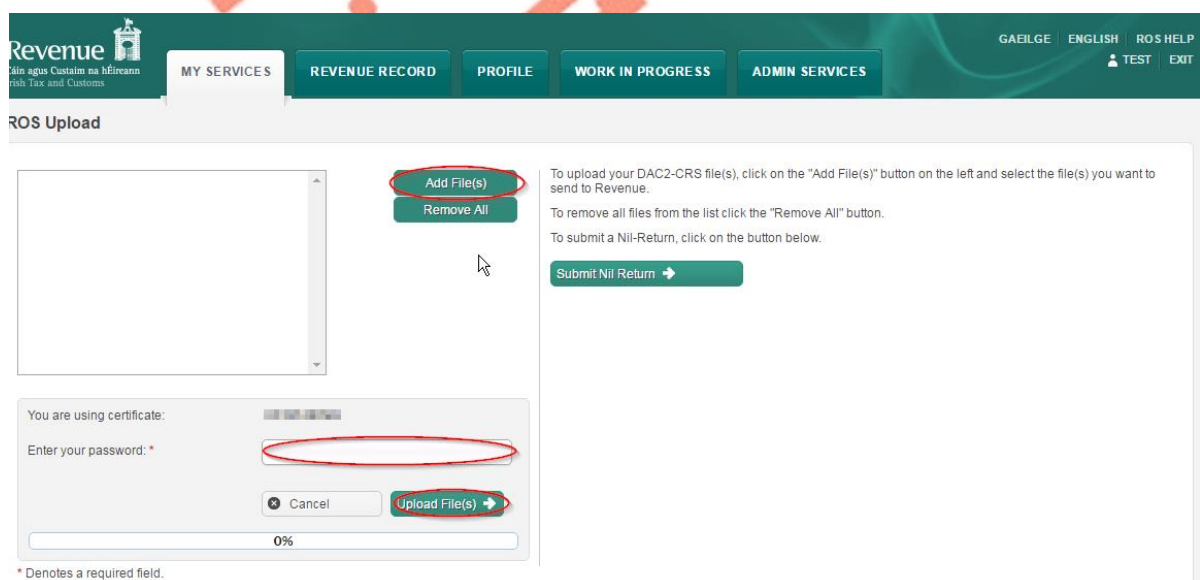 Revenue
Cáin agus Custaim na hÉireann
Irish Tax and Customs
MY SERVICES
REVENUE RECORD
PROFILE
WORK IN PROGRESS
ADMIN SERVICES
GAEILGE ENGLISH ROS HELP
TEST EXIT
ROS Upload
Add File(s)
Remove All
To upload your DAC2-CRS file(s), click on the "Add File(s)" button on the left and select the file(s) you want to
send to Revenue.
To remove all files from the list click the "Remove All" button.
To submit a Nil-Return, click on the button below.
Submit Nil Return
You are using certificate:
Enter your password: *
Cancel
Upload File(s)
0%
* Denotes a required field.